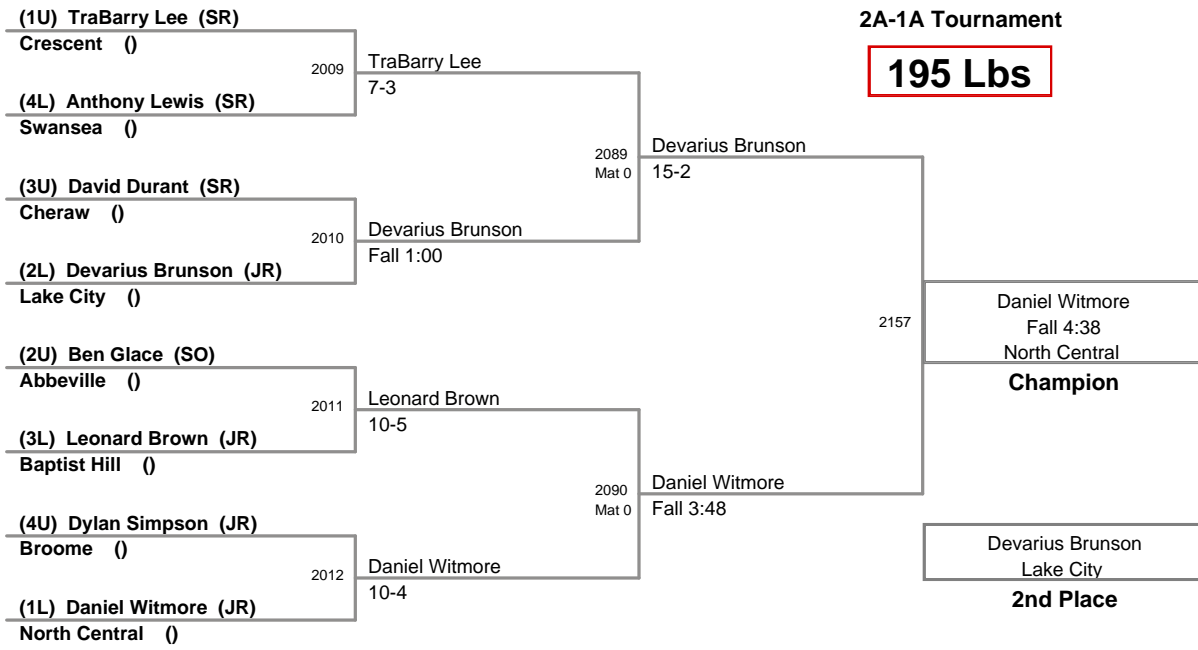 2A-1A Tournament
195 Lbs
(1U) TraBarry Lee (SR)
Crescent ()
2009
TraBarry Lee
7-3
(4L) Anthony Lewis (SR)
Swansea ()
2089
Mat 0
Devarius Brunson
15-2
(3U) David Durant (SR)
Cheraw ()
2010
Devarius Brunson
Fall 1:00
(2L) Devarius Brunson (JR)
Lake City ()
2157
Daniel Witmore
Fall 4:38
North Central
Champion
(2U) Ben Glace (SO)
Abbeville ()
2011
Leonard Brown
10-5
(3L) Leonard Brown (JR)
Baptist Hill ()
2090
Mat 0
Daniel Witmore
Fall 3:48
(4U) Dylan Simpson (JR)
Broome ()
2012
Daniel Witmore
10-4
(1L) Daniel Witmore (JR)
North Central ()
Devarius Brunson
Lake City
2nd Place